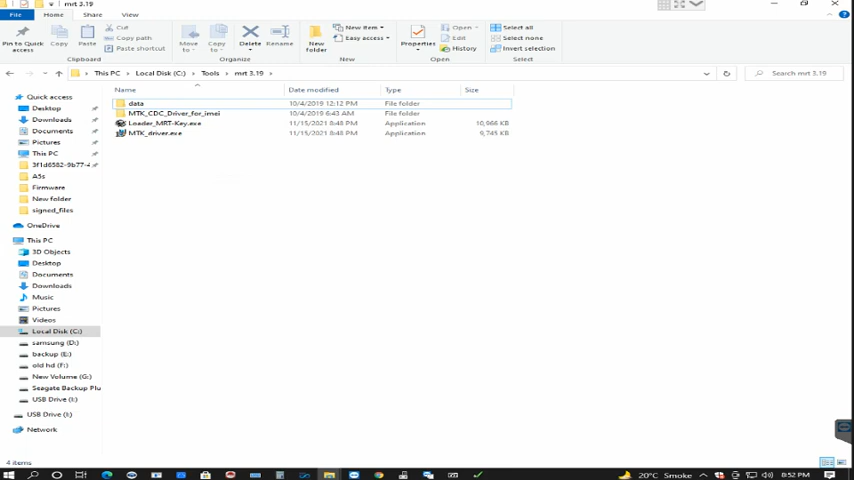 mrt 3.19
File Home Share View
Pin to Quick access
Copy
Paste
Cut
Copy path
Paste shortcut
Move to
Copy to
Delete
Rename
New folder
New item
Easy access
Properties
Open
Edit
History
Select all
Select none
Invert selection
Clipboard Organize New Open Select
This PC > Local Disk (C:) > Tools > mrt 3.19 >
Search mrt 3.19
Name Date modified Type Size
data 10/4/2019 12:12 PM File folder
MTK_CDC_Driver_for_imei 10/4/2019 6:43 AM File folder
Loader_MRT-Key.exe 11/15/2021 8:48 PM Application 10,966 KB
MTK_driver.exe 11/15/2021 8:48 PM Application 9,745 KB
Quick access
Desktop
Downloads
Documents
Pictures
This PC
3f1d6582-9b77-4
A5s
Firmware
New folder
signed_files
OneDrive
This PC
3D Objects
Desktop
Documents
Downloads
Music
Pictures
Videos
Local Disk (C:)
samsung (D:)
backup (E:)
old hd (F:)
New Volume (G:)
Seagate Backup Plu
USB Drive (I:)
USB Drive (I:)
Network
4 items
20°C Smoke 8:52 PM